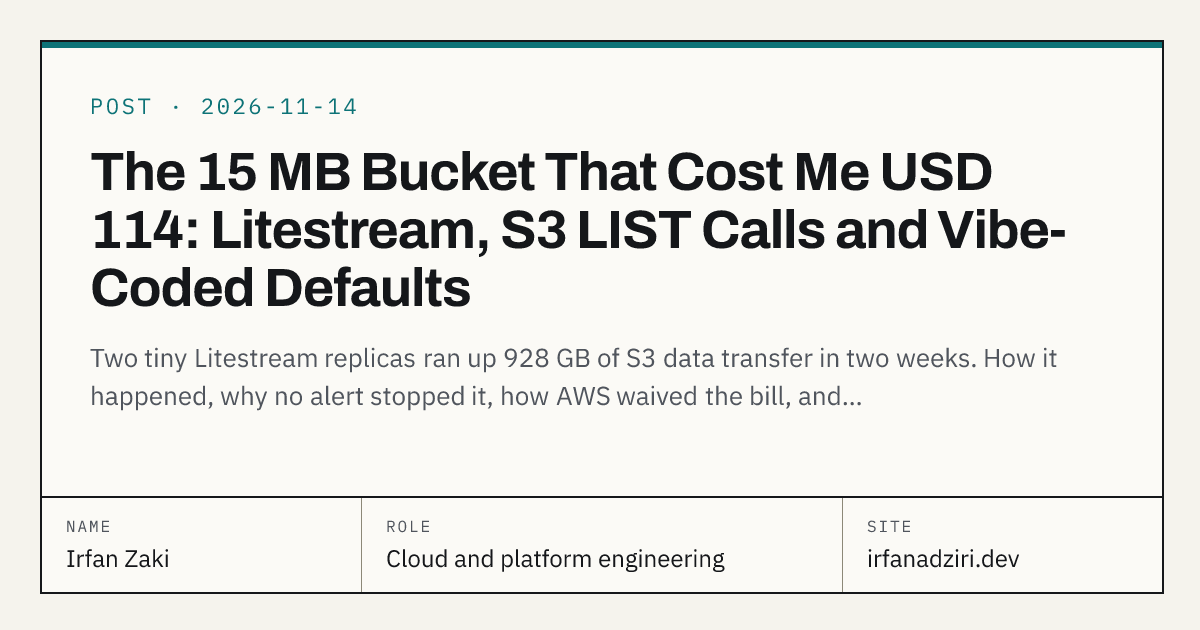 POST · 2026-11-14
The 15 MB Bucket That Cost Me USD
114: Litestream, S3 LIST Calls and Vibe-
Coded Defaults
Two tiny Litestream replicas ran up 928 GB of S3 data transfer in two weeks. How it
happened, why no alert stopped it, how AWS waived the bill, and...
NAME
Irfan Zaki
ROLE
Cloud and platform engineering
SITE
irfanadziri.dev